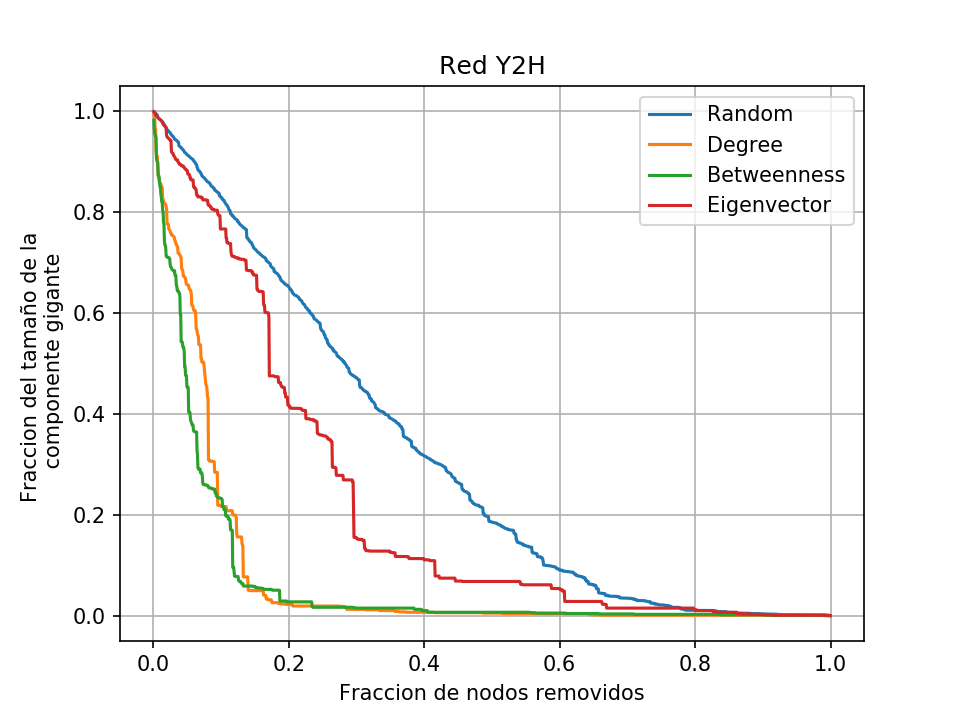 Red Y2H
Random
Degree
Betweenness
Eigenvector
Fraccion del tamaño de la
componente gigante
1.0
0.8
0.6
0.4
0.2
0.0
0.0 0.2 0.4 0.6 0.8 1.0
Fraccion de nodos removidos